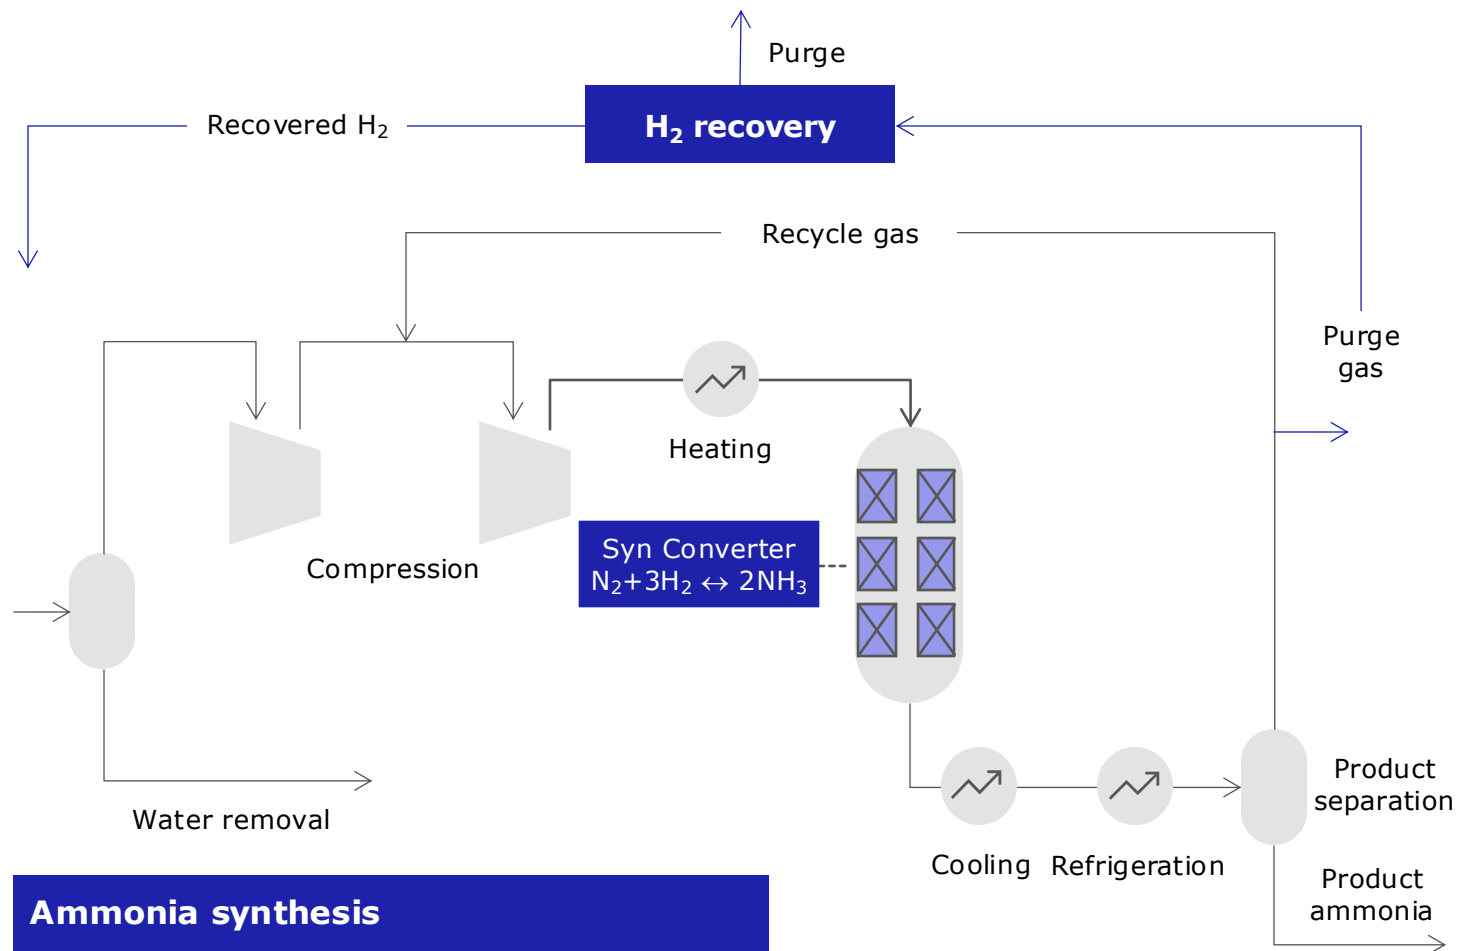 Purge
Recovered H₂
H₂ recovery
Recycle gas
Purge
gas
Heating
Compression
Syn Converter
N₂+3H₂ ↔ 2NH₃
Water removal
Product
separation
Cooling
Refrigeration
Product
ammonia
Ammonia synthesis